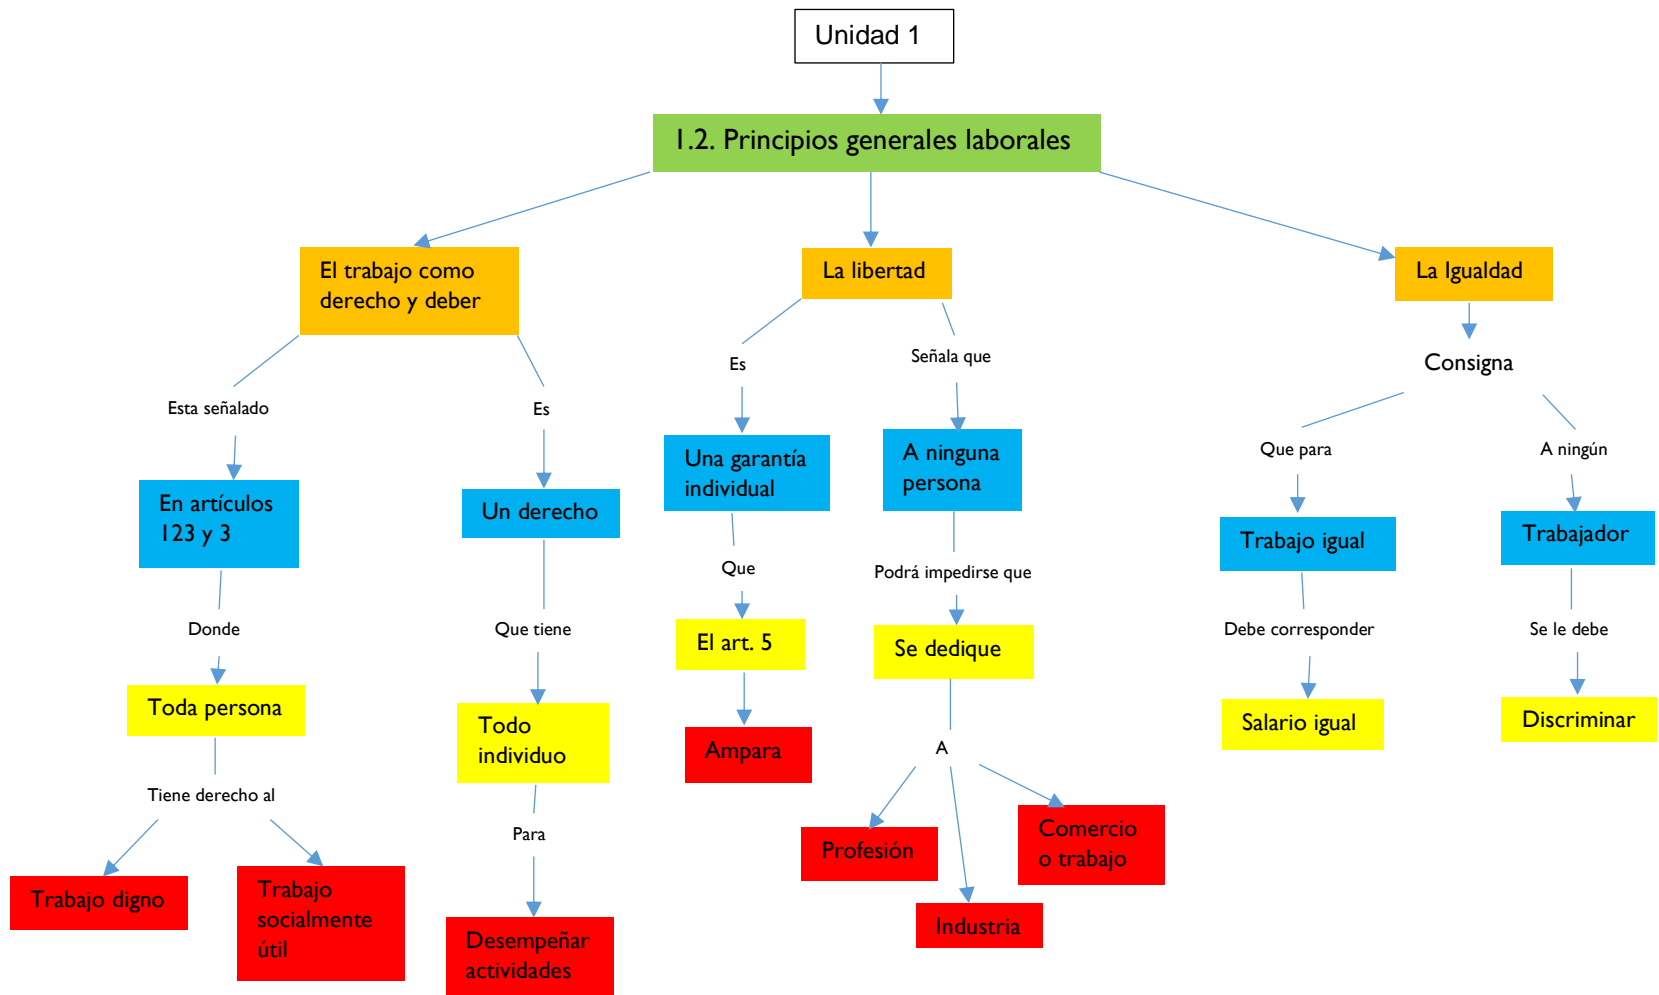 Unidad 1
1.2. Principios generales laborales
El trabajo como
derecho y deber
La libertad
La Igualdad
Esta señalado
Es
Es
Señala que
Consigna
En artículos
123 y 3
Un derecho
Una garantía
individual
A ninguna
persona
Que para
A ningún
Trabajo igual
Trabajador
Donde
Que tiene
Que
Podrá impedirse que
Debe corresponder
Se le debe
Toda persona
Todo
individuo
El art. 5
Se dedique
Salario igual
Discriminar
Tiene derecho al
Para
Ampara
A
Trabajo digno
Trabajo
socialmente
útil
Desempeñar
actividades
Profesión
Industria
Comercio
o trabajo